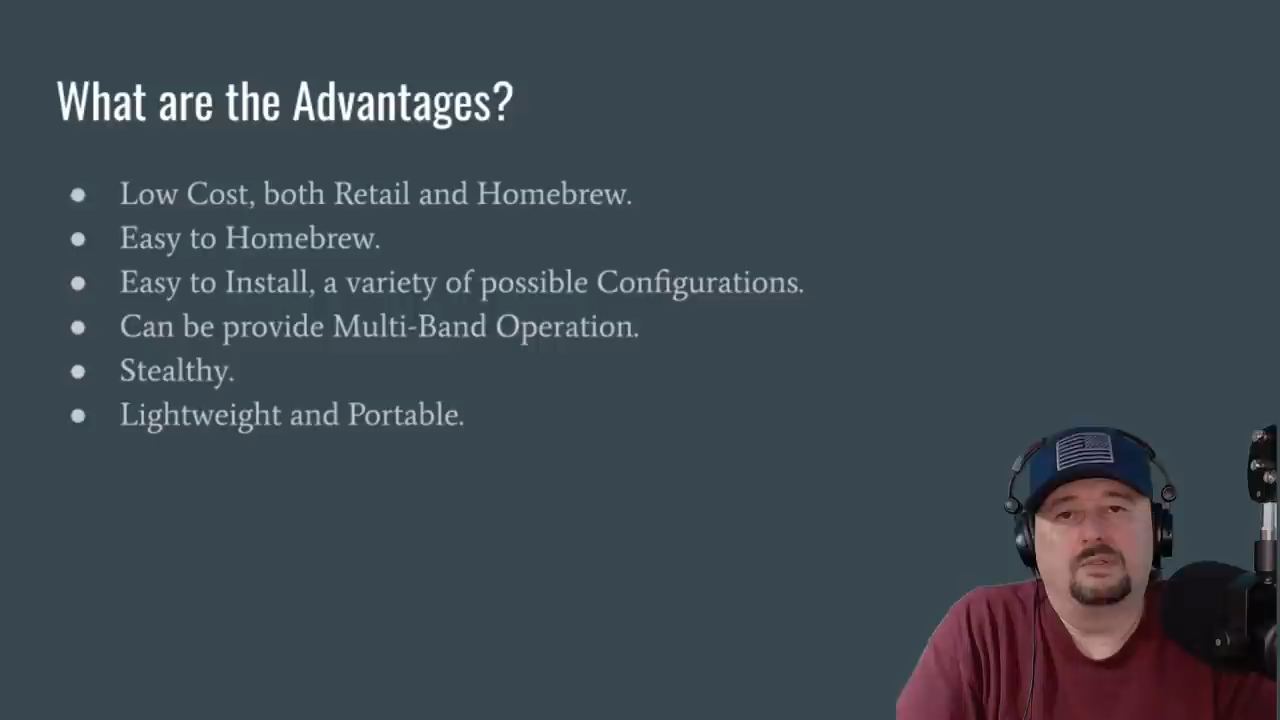 What are the Advantages?
● Low Cost, both Retail and Homebrew.
● Easy to Homebrew.
● Easy to Install, a variety of possible Configurations.
● Can be provide Multi-Band Operation.
● Stealthy.
● Lightweight and Portable.